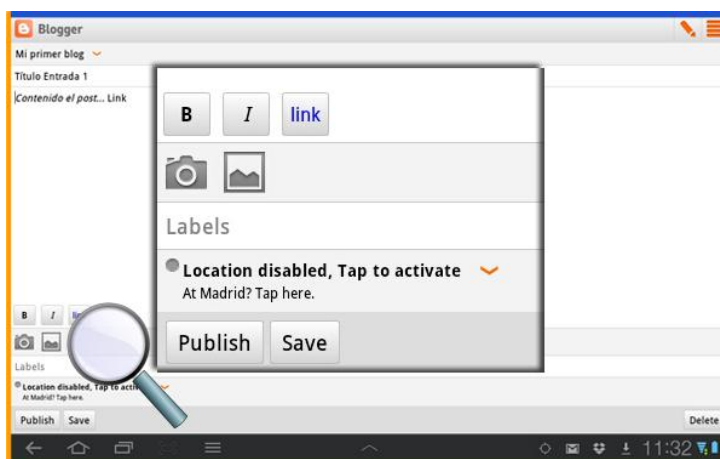 Blogger
Mi primer blog
Título Entrada 1
Contenido el post... Link
B I link
Labels
Location disabled, Tap to activate
At Madrid? Tap here.
Publish Save
B I
Labels
Location disabled, Tap to
At Madrid? Tap here.
Publish Save Delete
11:32